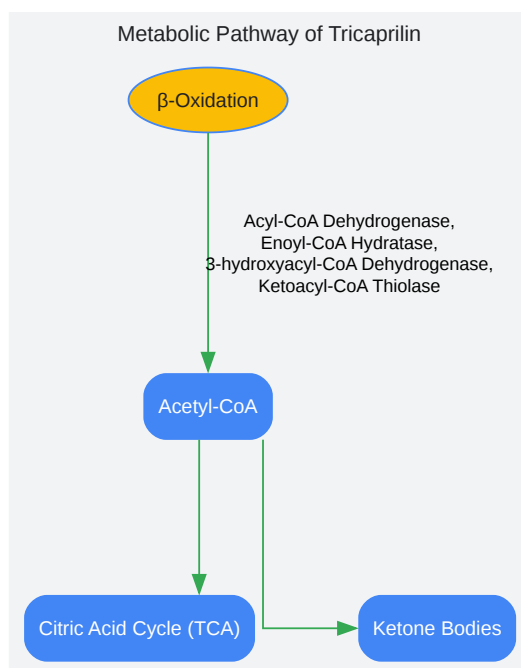 Metabolic Pathway of Tricaprilin
β-Oxidation
Acyl-CoA Dehydrogenase,
Enoyl-CoA Hydratase,
3-hydroxyacyl-CoA Dehydrogenase,
Ketoacyl-CoA Thiolase
Acetyl-CoA
Citric Acid Cycle (TCA)
Ketone Bodies